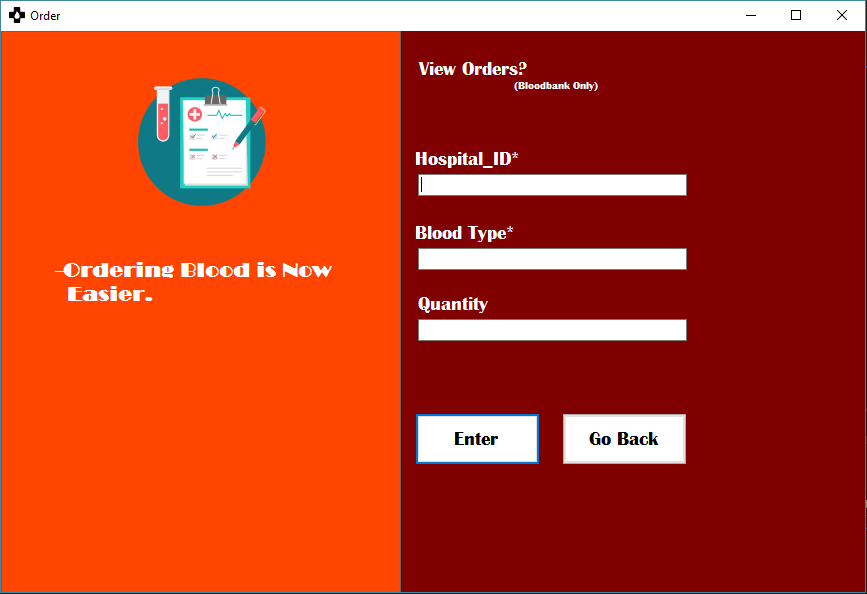 Order
View Orders?
(Bloodbank Only)
Hospital_ID*
Blood Type*
-Ordering Blood is Now
Easier.
Quantity
Enter
Go Back